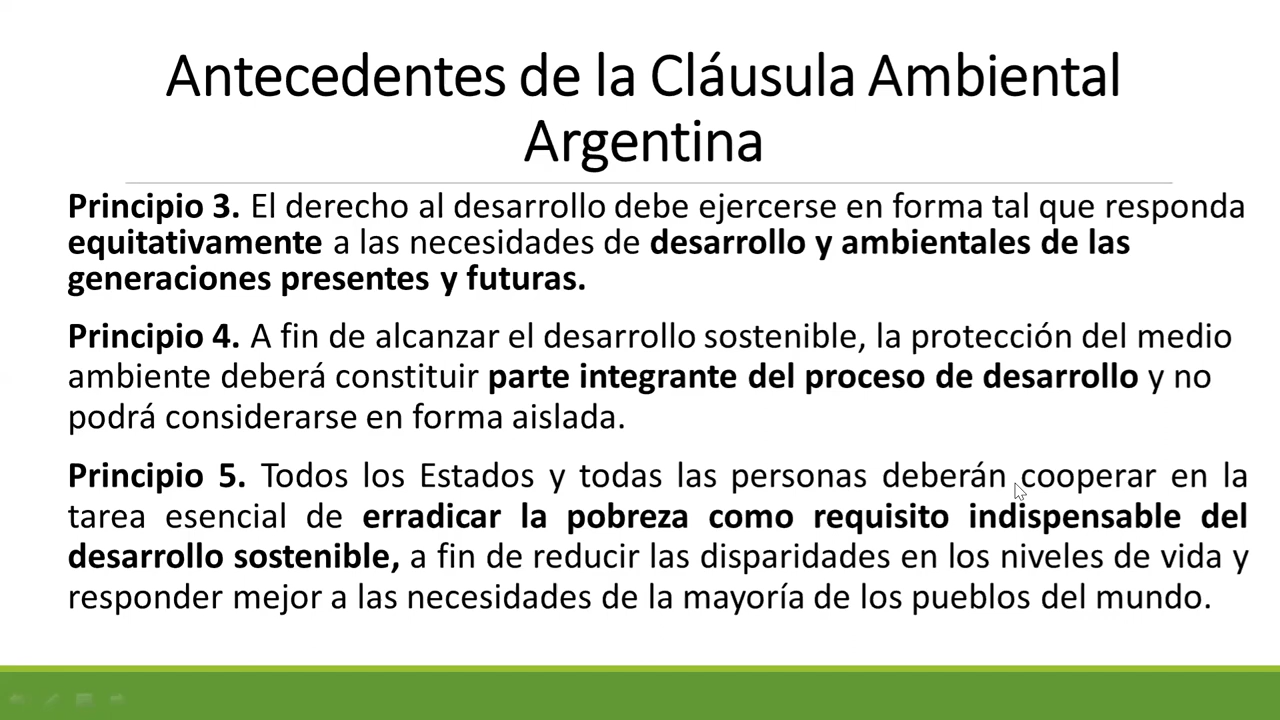 Antecedentes de la Cláusula Ambiental
Argentina
Principio 3. El derecho al desarrollo debe ejercerse en forma tal que responda
equitativamente a las necesidades de desarrollo y ambientales de las
generaciones presentes y futuras.
Principio 4. A fin de alcanzar el desarrollo sostenible, la protección del medio
ambiente deberá constituir parte integrante del proceso de desarrollo y no
podrá considerarse en forma aislada.
Principio 5. Todos los Estados y todas las personas deberán cooperar en la
tarea esencial de erradicar la pobreza como requisito indispensable del
desarrollo sostenible, a fin de reducir las disparidades en los niveles de vida y
responder mejor a las necesidades de la mayoría de los pueblos del mundo.